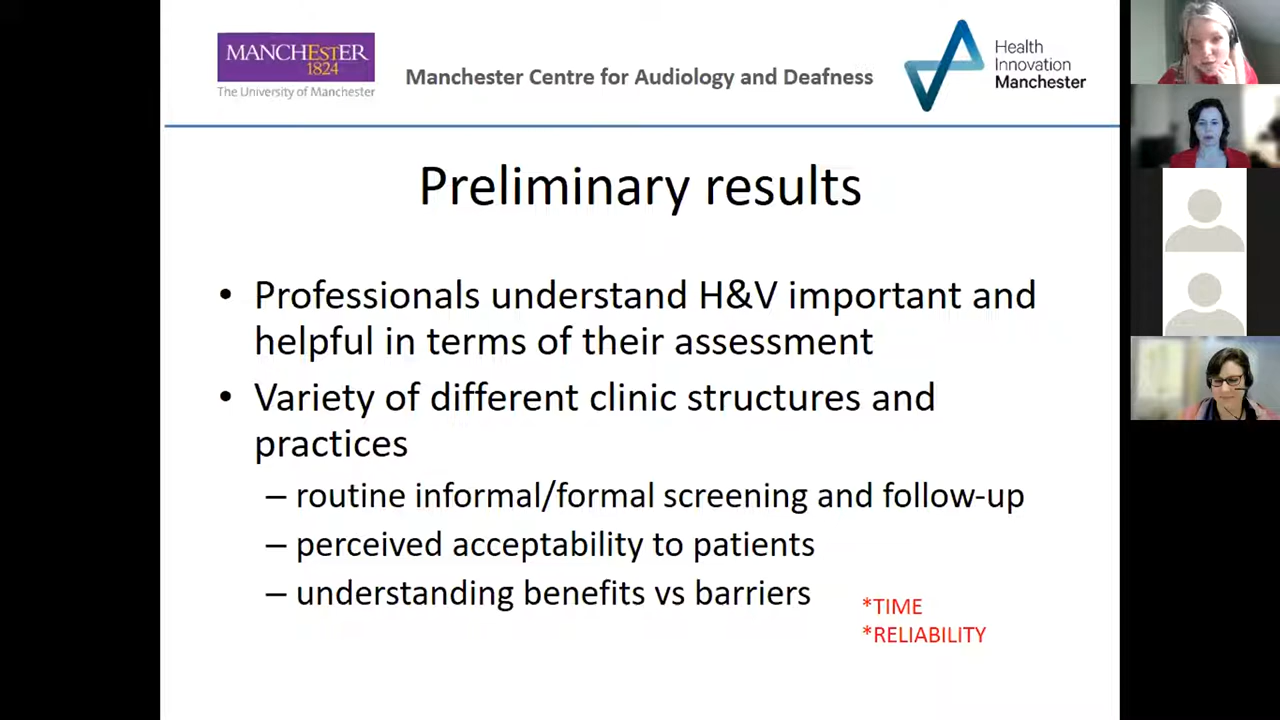 MANCHESTER
1824
The University of Manchester
Manchester Centre for Audiology and Deafness
Health
Innovation
Manchester
Preliminary results
• Professionals understand H&V important and
helpful in terms of their assessment
• Variety of different clinic structures and
practices
– routine informal/formal screening and follow-up
– perceived acceptability to patients
– understanding benefits vs barriers
*TIME
*RELIABILITY